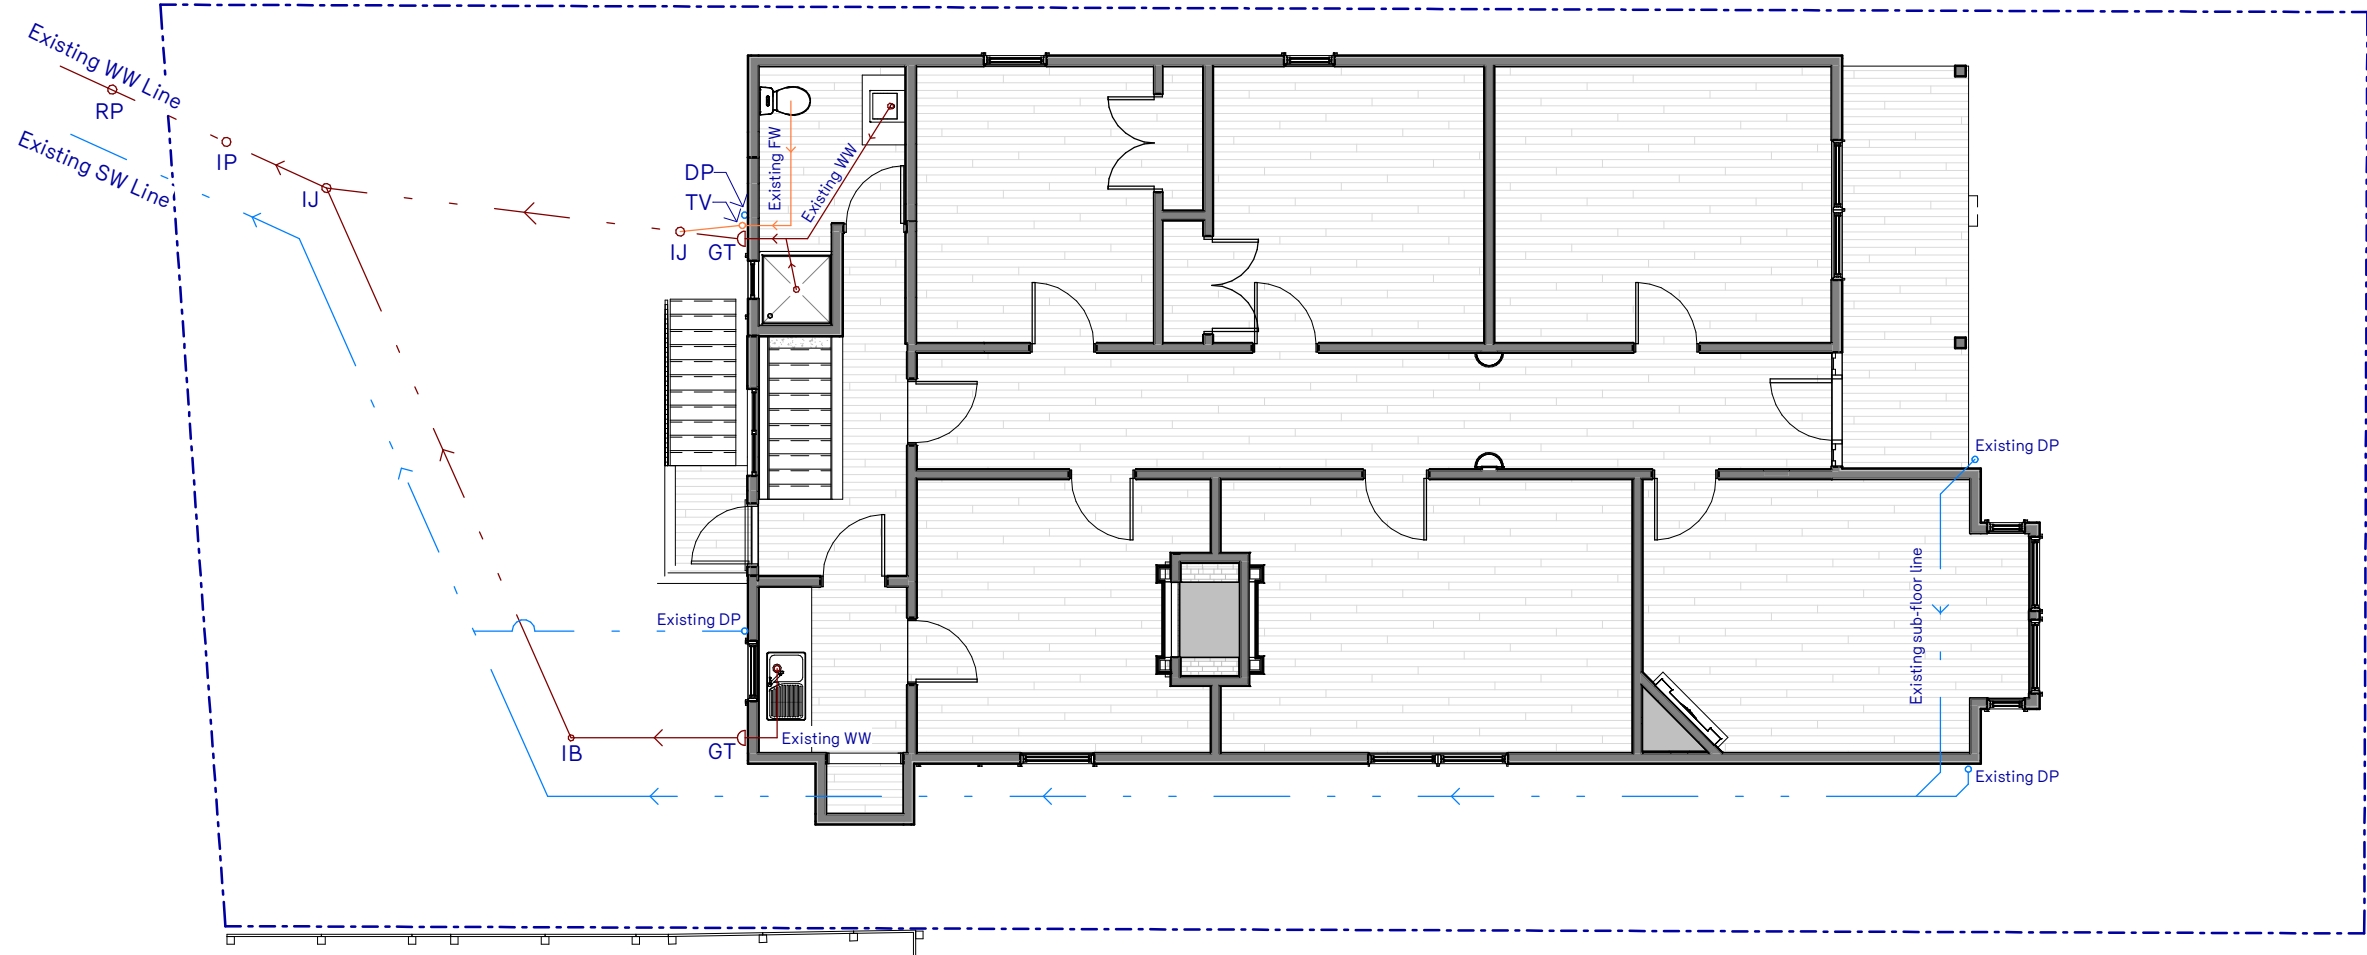 Existing WW Line
RP
Existing SW Line
IP
IJ
DP
TV
IJ
GT
Existing FW
Existing WW
Existing DP
Existing DP
Existing sub-floor line
IB
GT
Existing WW
Existing DP